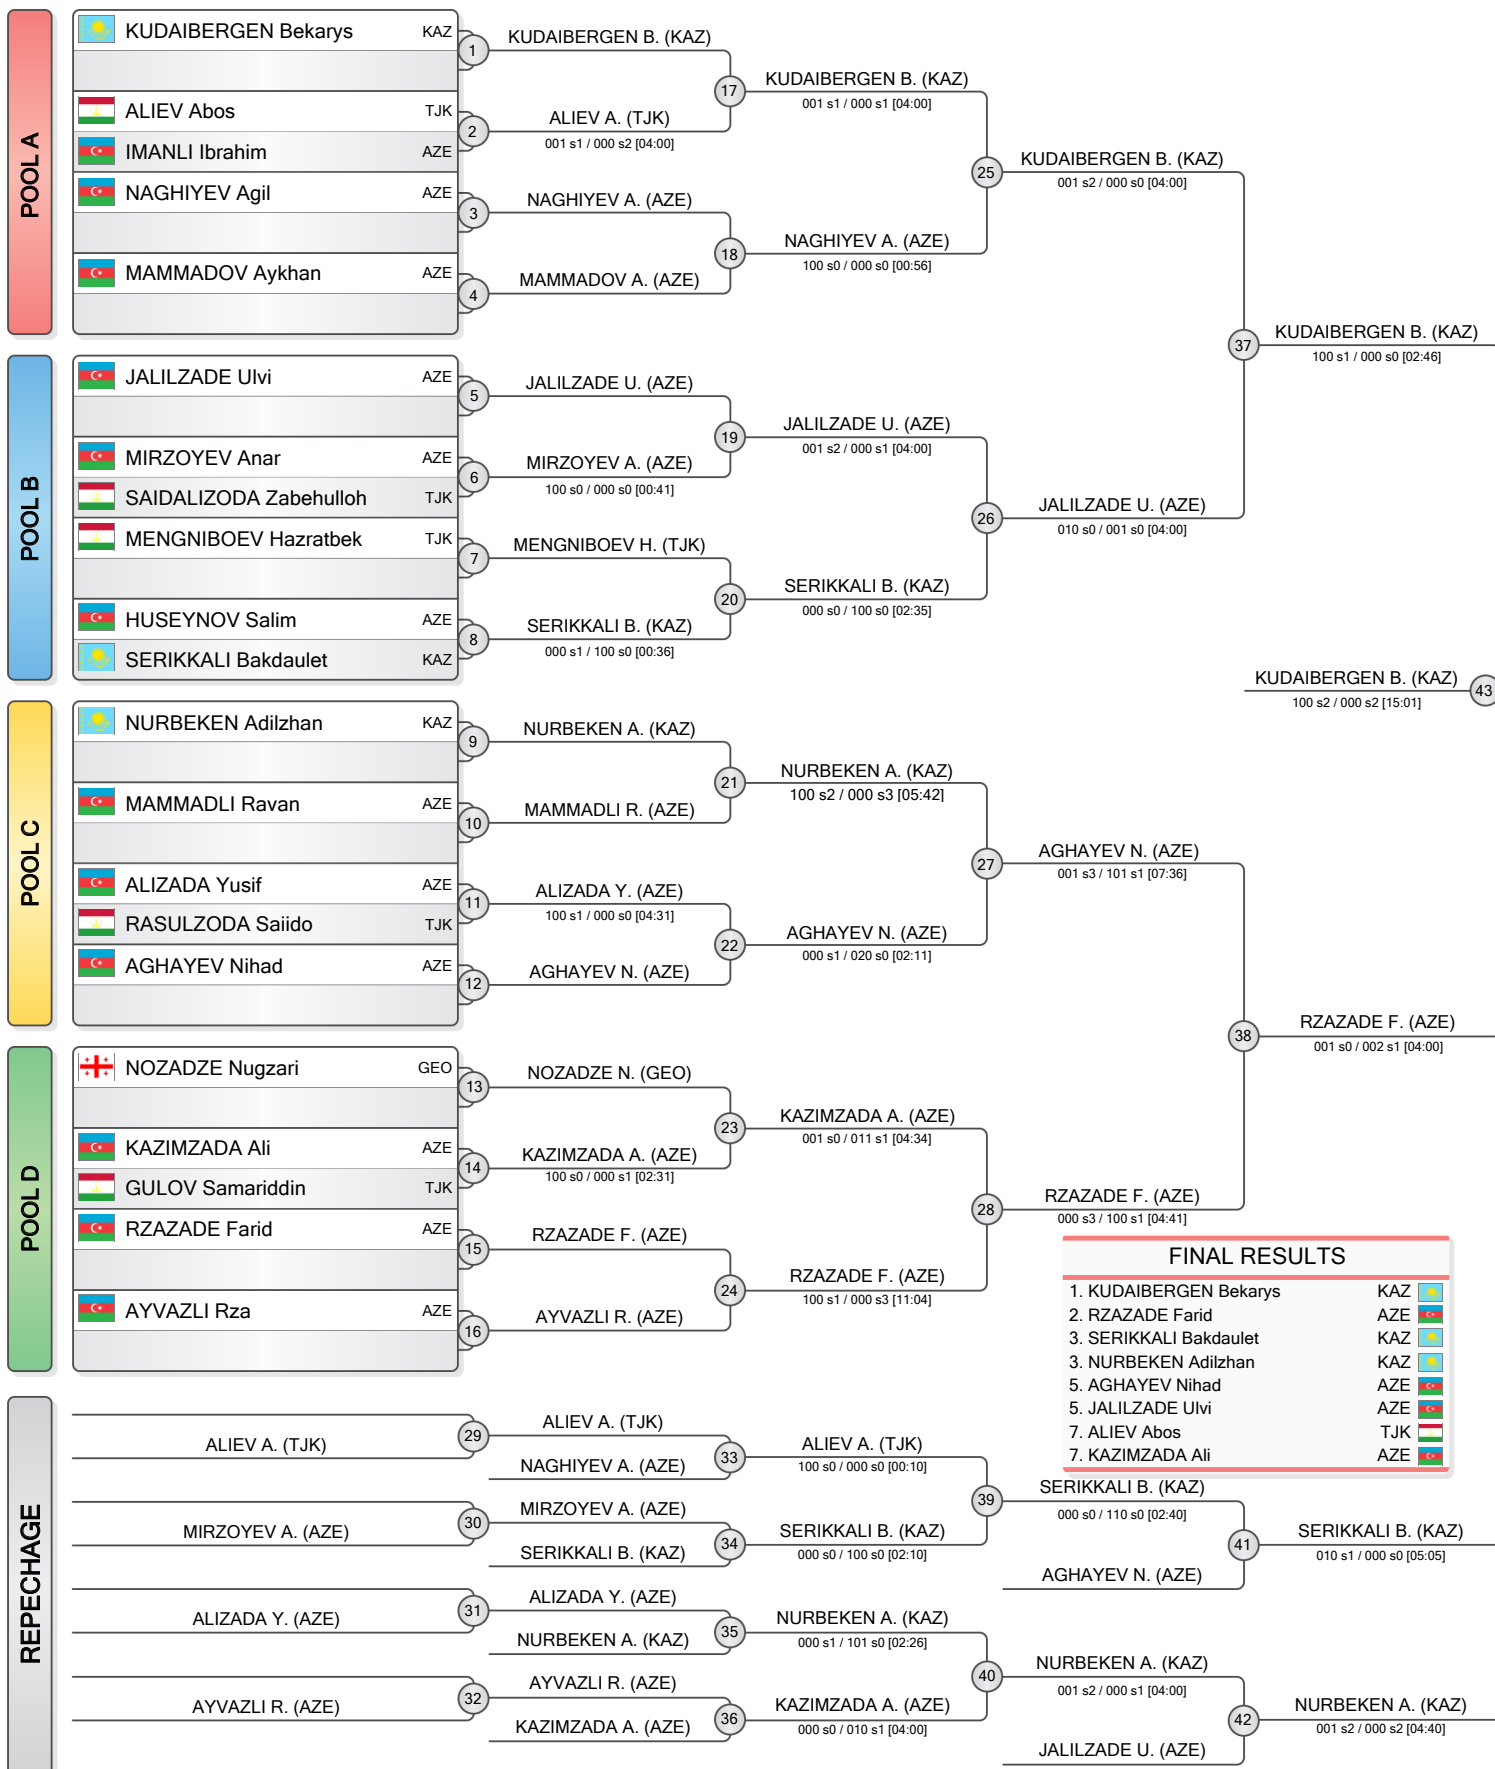 POOL A
KUDAIBERGEN Bekarys KAZ
ALIEV Abos TJK
IMANLI Ibrahim AZE
NAGHIYEV Agil AZE
MAMMADOV Aykhan AZE
1
2
3
4
KUDAIBERGEN B. (KAZ)
ALIEV A. (TJK)
001 s1 / 000 s2 [04:00]
NAGHIYEV A. (AZE)
MAMMADOV A. (AZE)
17
18
KUDAIBERGEN B. (KAZ)
001 s1 / 000 s1 [04:00]
NAGHIYEV A. (AZE)
100 s0 / 000 s0 [00:56]
25
KUDAIBERGEN B. (KAZ)
001 s2 / 000 s0 [04:00]
POOL B
JALILZADE Ulvi AZE
MIRZOYEV Anar AZE
SAIDALIZODA Zabehulloh TJK
MENGNIBOEV Hazratbek TJK
HUSEYNOV Salim AZE
SERIKKALI Bakdaulet KAZ
5
6
7
8
JALILZADE U. (AZE)
MIRZOYEV A. (AZE)
100 s0 / 000 s0 [00:41]
MENGNIBOEV H. (TJK)
SERIKKALI B. (KAZ)
000 s1 / 100 s0 [00:36]
19
20
JALILZADE U. (AZE)
001 s2 / 000 s1 [04:00]
SERIKKALI B. (KAZ)
000 s0 / 100 s0 [02:35]
26
JALILZADE U. (AZE)
010 s0 / 001 s0 [04:00]
37
KUDAIBERGEN B. (KAZ)
100 s1 / 000 s0 [02:46]
KUDAIBERGEN B. (KAZ)
100 s2 / 000 s2 [15:01]
43
POOL C
NURBEKEN Adilzhan KAZ
MAMMADLI Ravan AZE
ALIZADA Yusif AZE
RASULZODA Saiido TJK
AGHAYEV Nihad AZE
9
10
11
12
NURBEKEN A. (KAZ)
MAMMADLI R. (AZE)
ALIZADA Y. (AZE)
100 s1 / 000 s0 [04:31]
AGHAYEV N. (AZE)
21
22
NURBEKEN A. (KAZ)
100 s2 / 000 s3 [05:42]
AGHAYEV N. (AZE)
000 s1 / 020 s0 [02:11]
27
AGHAYEV N. (AZE)
001 s3 / 101 s1 [07:36]
POOL D
NOZADZE Nugzari GEO
KAZIMZADA Ali AZE
GULOV Samariddin TJK
RZAZADE Farid AZE
AYVAZLI Rza AZE
13
14
15
16
NOZADZE N. (GEO)
KAZIMZADA A. (AZE)
100 s0 / 000 s1 [02:31]
RZAZADE F. (AZE)
AYVAZLI R. (AZE)
23
24
KAZIMZADA A. (AZE)
001 s0 / 011 s1 [04:34]
RZAZADE F. (AZE)
100 s1 / 000 s3 [11:04]
28
RZAZADE F. (AZE)
000 s3 / 100 s1 [04:41]
38
RZAZADE F. (AZE)
001 s0 / 002 s1 [04:00]
FINAL RESULTS
1. KUDAIBERGEN Bekarys KAZ
2. RZAZADE Farid AZE
3. SERIKKALI Bakdaulet KAZ
3. NURBEKEN Adilzhan KAZ
5. AGHAYEV Nihad AZE
5. JALILZADE Ulvi AZE
7. ALIEV Abos TJK
7. KAZIMZADA Ali AZE
REPECHAGE
ALIEV A. (TJK)
MIRZOYEV A. (AZE)
ALIZADA Y. (AZE)
AYVAZLI R. (AZE)
29
30
31
32
ALIEV A. (TJK)
NAGHIYEV A. (AZE)
MIRZOYEV A. (AZE)
SERIKKALI B. (KAZ)
ALIZADA Y. (AZE)
NURBEKEN A. (KAZ)
AYVAZLI R. (AZE)
KAZIMZADA A. (AZE)
33
34
35
36
ALIEV A. (TJK)
100 s0 / 000 s0 [00:10]
SERIKKALI B. (KAZ)
000 s0 / 100 s0 [02:10]
NURBEKEN A. (KAZ)
000 s1 / 101 s0 [02:26]
KAZIMZADA A. (AZE)
000 s0 / 010 s1 [04:00]
39
40
SERIKKALI B. (KAZ)
000 s0 / 110 s0 [02:40]
AGHAYEV N. (AZE)
NURBEKEN A. (KAZ)
001 s2 / 000 s1 [04:00]
JALILZADE U. (AZE)
41
42
SERIKKALI B. (KAZ)
010 s1 / 000 s0 [05:05]
NURBEKEN A. (KAZ)
001 s2 / 000 s2 [04:40]